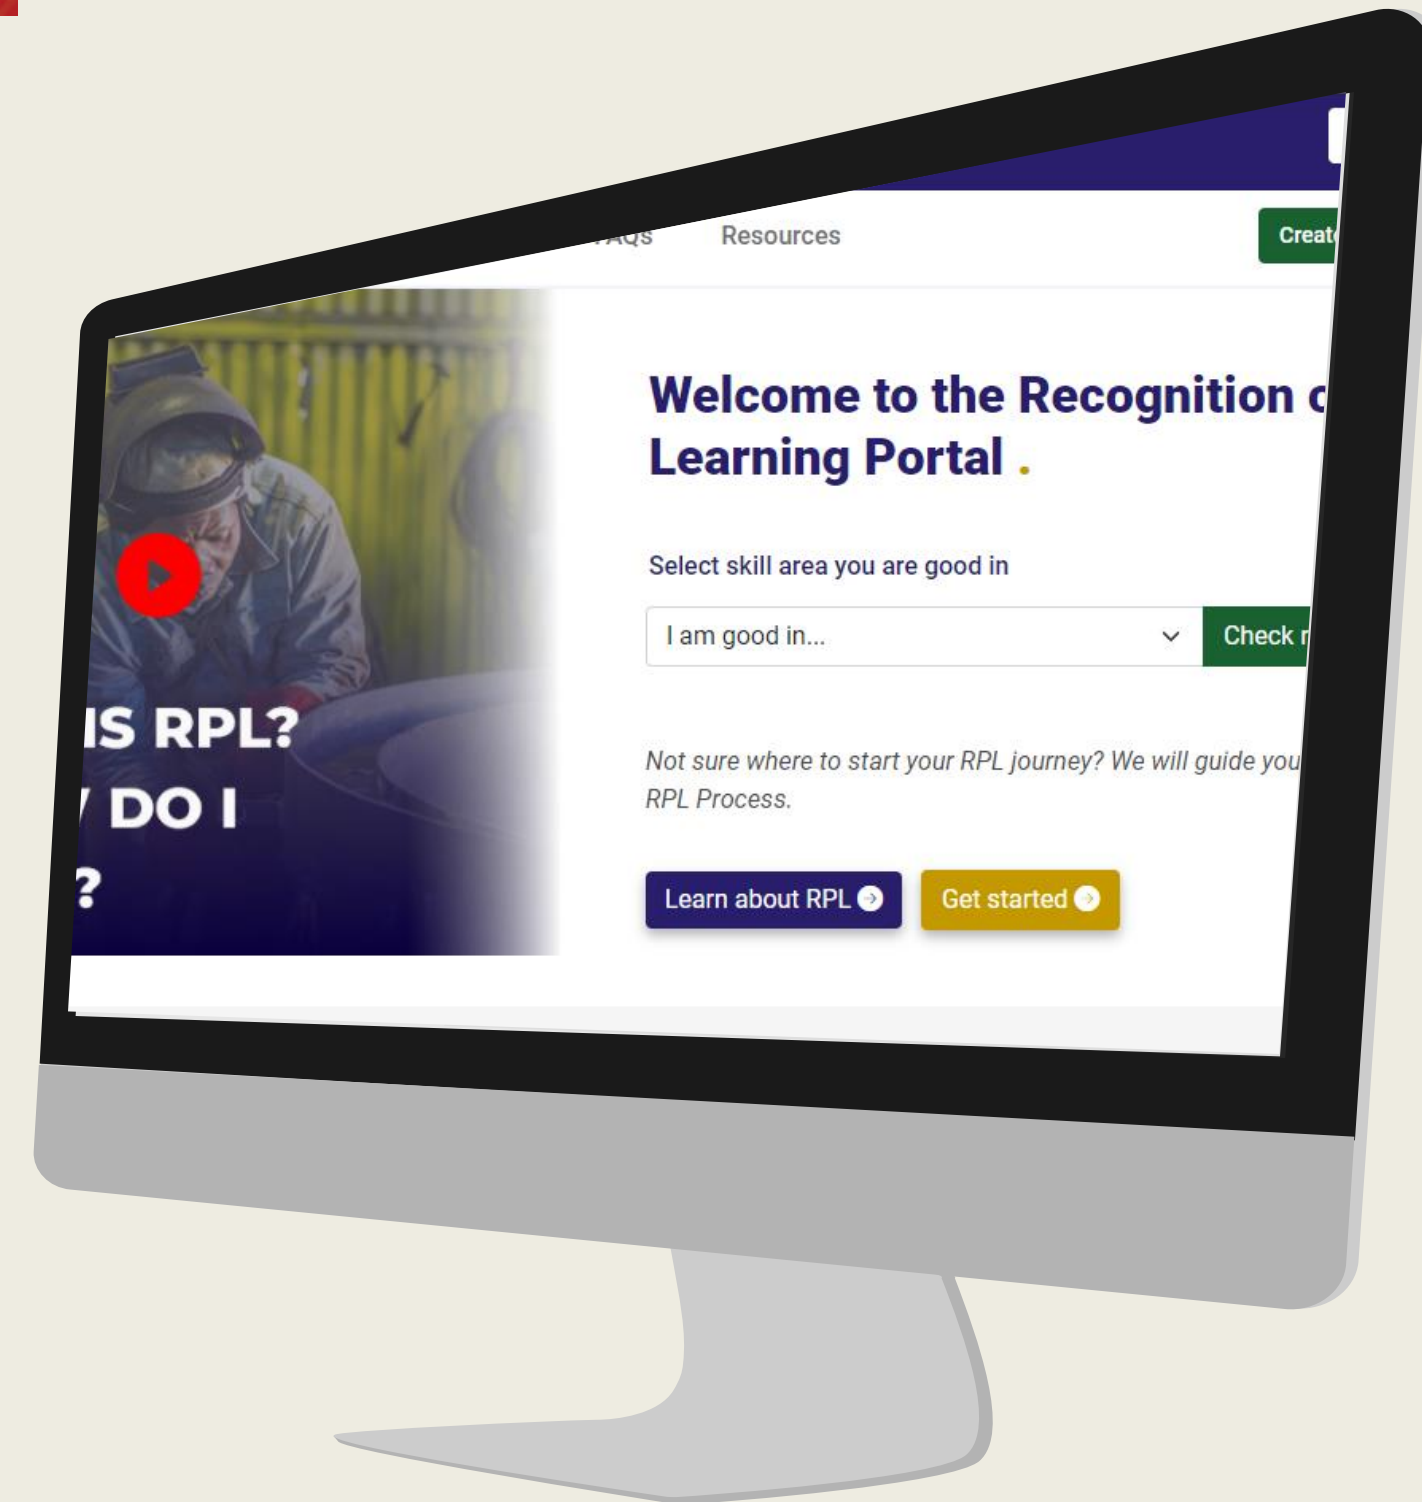 FAQs Resources
Create
Welcome to the Recognition
Learning Portal .
Select skill area you are good in
I am good in...
Check
IS RPL?
DO I
?
Not sure where to start your RPL journey? We will guide you
RPL Process.
Learn about RPL
Get started